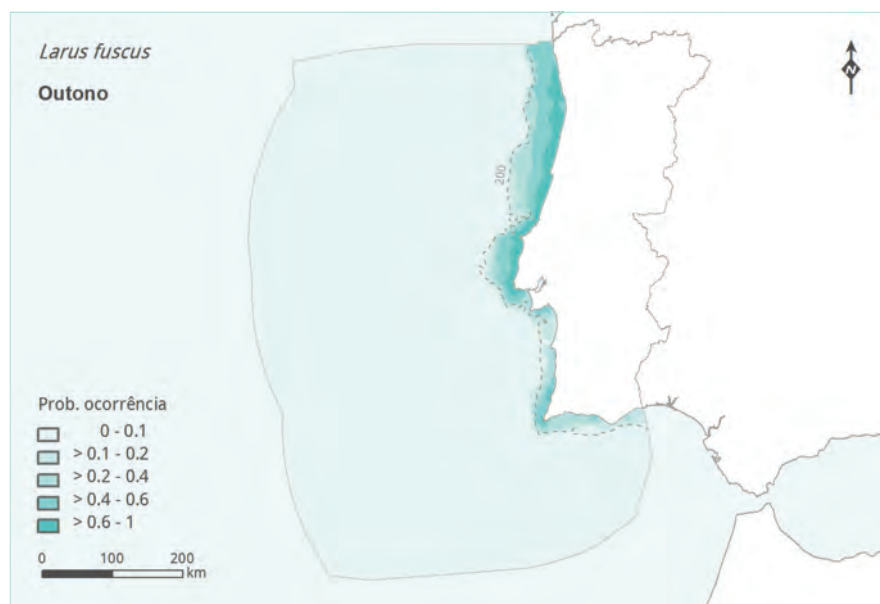 Larus fuscus
Outono
N
200
Prob. ocorrência
0 - 0.1
> 0.1 - 0.2
> 0.2 - 0.4
> 0.4 - 0.6
> 0.6 - 1
0 100 200
km